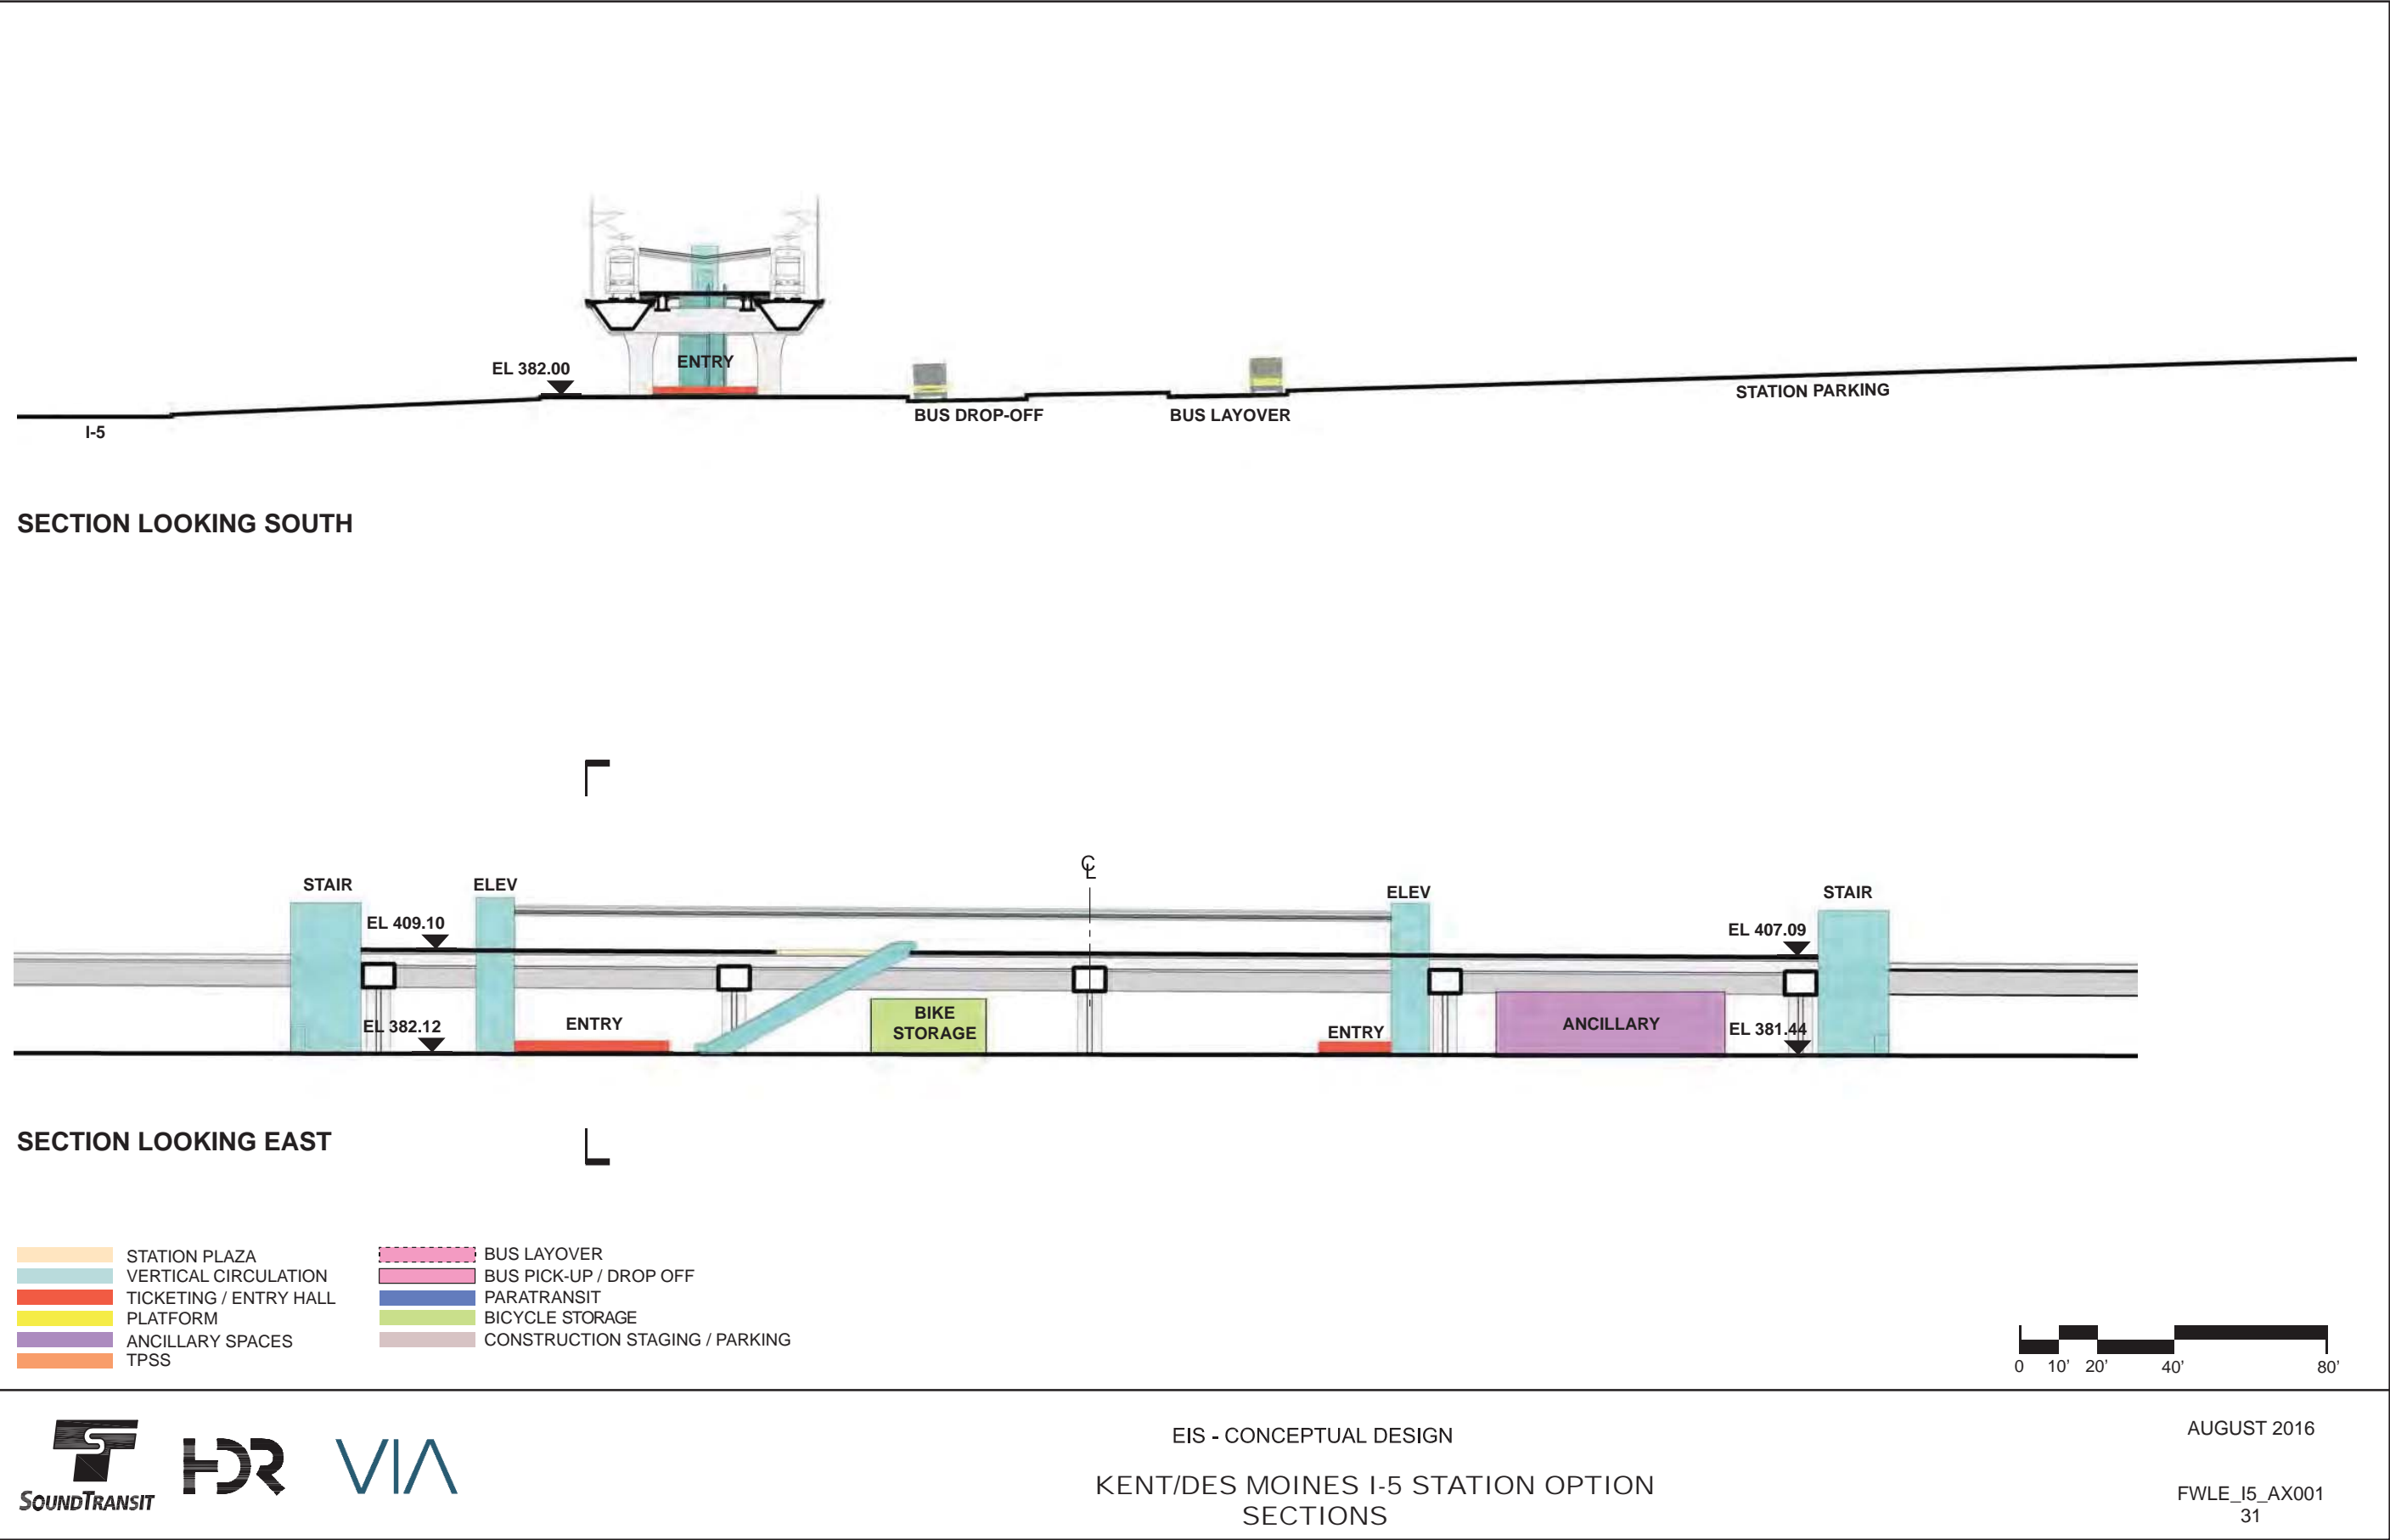 EL 382.00
ENTRY
I-5
BUS DROP-OFF
BUS LAYOVER
STATION PARKING
SECTION LOOKING SOUTH
CL
STAIR
ELEV
ELEV
STAIR
EL 409.10
EL 407.09
EL 382.12
ENTRY
BIKE
STORAGE
ENTRY
ANCILLARY
EL 381.44
SECTION LOOKING EAST
STATION PLAZA
VERTICAL CIRCULATION
TICKETING / ENTRY HALL
PLATFORM
ANCILLARY SPACES
TPSS
BUS LAYOVER
BUS PICK-UP / DROP OFF
PARATRANSIT
BICYCLE STORAGE
CONSTRUCTION STAGING / PARKING
0 10' 20' 40' 80'
SOUNDTRANSIT
HDR
VIA
EIS - CONCEPTUAL DESIGN
KENT/DES MOINES I-5 STATION OPTION
SECTIONS
AUGUST 2016
FWLE_I5_AX001
31